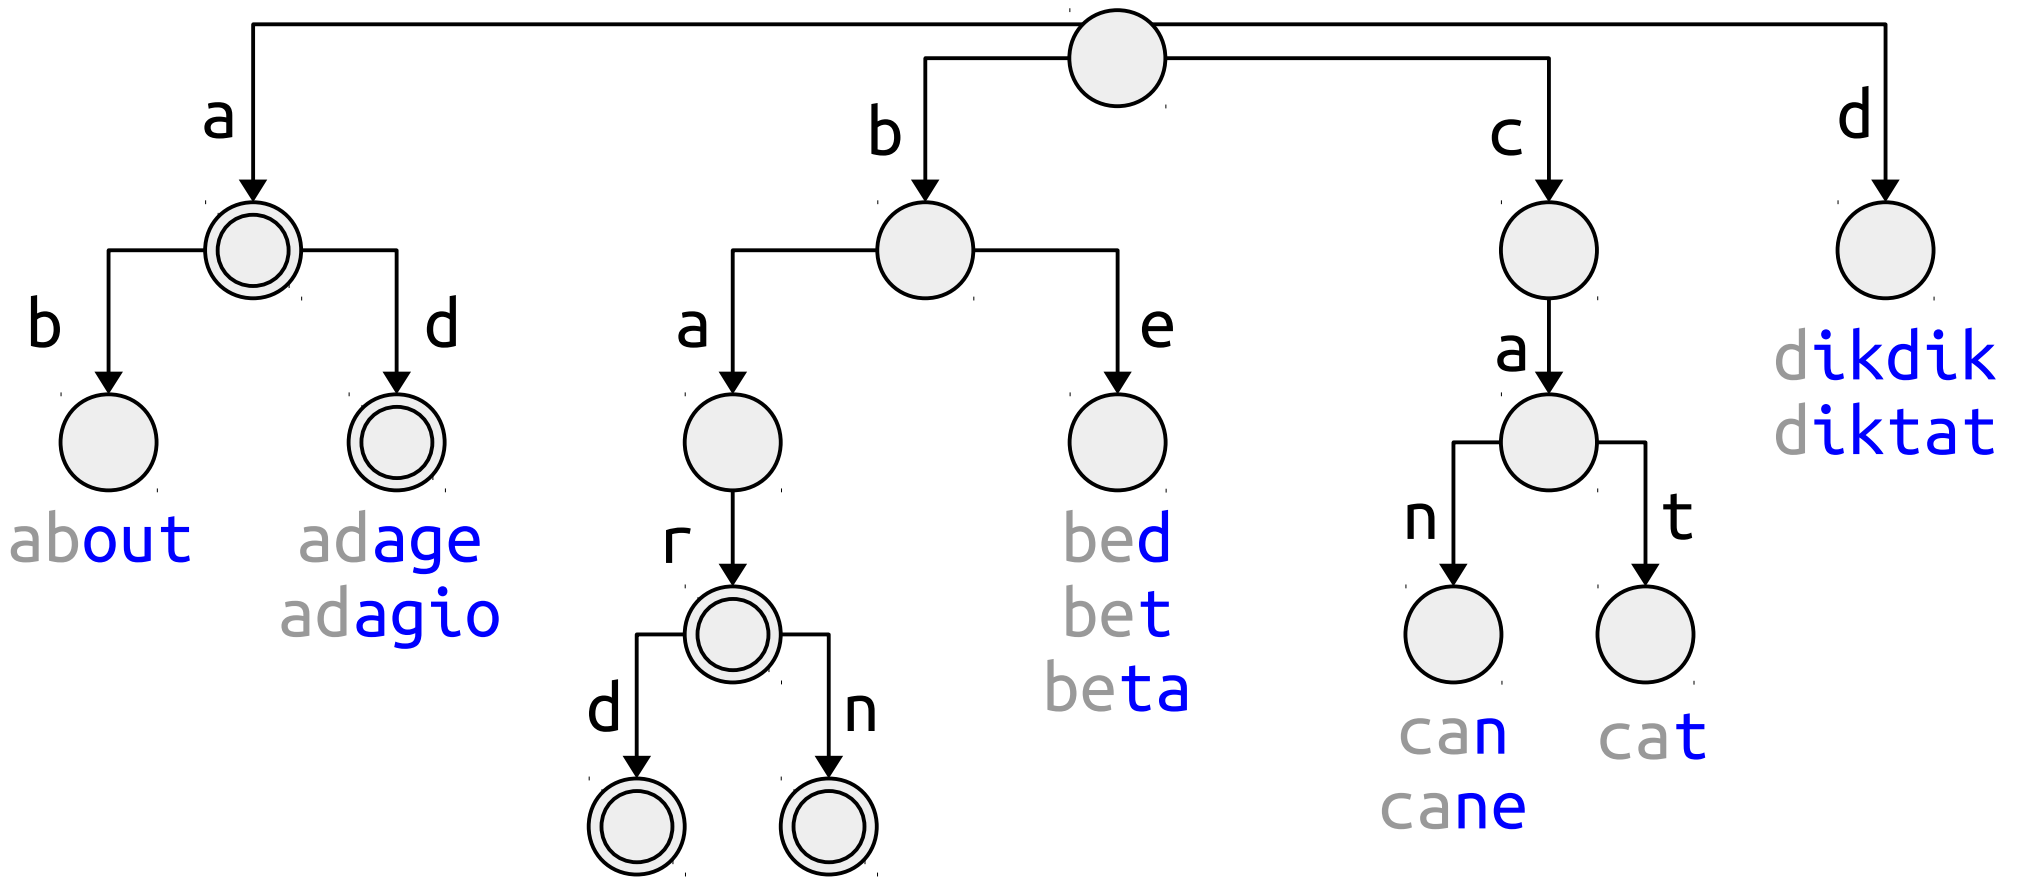 a
b
c
d
b
d
a
e
a
dikdik
diktat
about
adage
adagio
r
bed
bet
beta
n
t
d
n
can
cane
cat